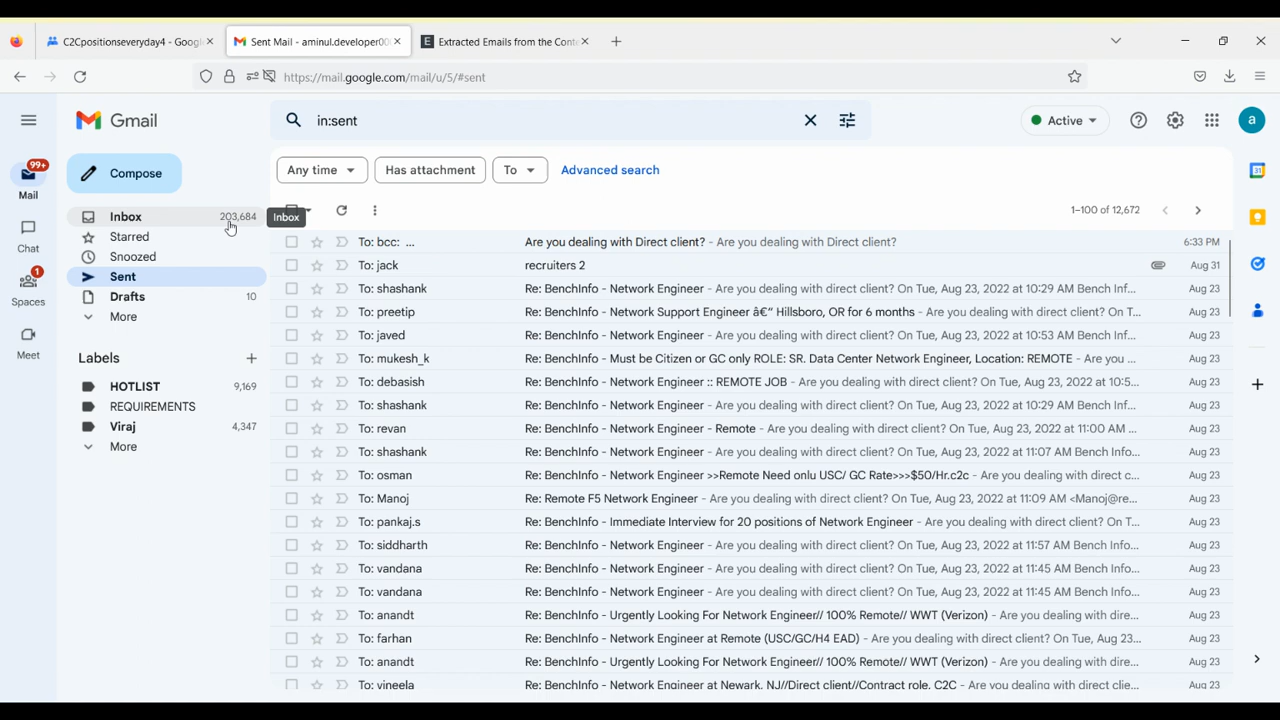 C2Cpositionseveryday4 - Goog
Sent Mail - aminul.developer00
Extracted Emails from the Conte
https://mail.google.com/mail/u/5/#sent
Gmail
in:sent
Active
a
99+
Mail
Chat
1
Spaces
Meet
Compose
Inbox 203,684
Starred
Snoozed
Sent
Drafts 10
More
Labels
HOTLIST 9,169
REQUIREMENTS
Viraj 4,347
More
Any time
Has attachment
To
Advanced search
Inbox
1–100 of 12,672
To: bcc: ... Are you dealing with Direct client? - Are you dealing with Direct client? 6:33 PM
To: jack recruiters 2 Aug 31
To: shashank Re: BenchInfo - Network Engineer - Are you dealing with direct client? On Tue, Aug 23, 2022 at 10:29 AM Bench Inf... Aug 23
To: preetip Re: BenchInfo - Network Support Engineer â€“ Hillsboro, OR for 6 months - Are you dealing with direct client? On T... Aug 23
To: javed Re: BenchInfo - Network Engineer - Are you dealing with direct client? On Tue, Aug 23, 2022 at 10:53 AM Bench Inf... Aug 23
To: mukesh_k Re: BenchInfo - Must be Citizen or GC only ROLE: SR. Data Center Network Engineer, Location: REMOTE - Are you ... Aug 23
To: debasish Re: BenchInfo - Network Engineer :: REMOTE JOB - Are you dealing with direct client? On Tue, Aug 23, 2022 at 10:5... Aug 23
To: shashank Re: BenchInfo - Network Engineer - Are you dealing with direct client? On Tue, Aug 23, 2022 at 10:29 AM Bench Inf... Aug 23
To: revan Re: BenchInfo - Network Engineer - Remote - Are you dealing with direct client? On Tue, Aug 23, 2022 at 11:00 AM ... Aug 23
To: shashank Re: BenchInfo - Network Engineer - Are you dealing with direct client? On Tue, Aug 23, 2022 at 11:07 AM Bench Info... Aug 23
To: osman Re: BenchInfo - Network Engineer >>Remote Need onlu USC/ GC Rate>>>$50/Hr.c2c - Are you dealing with direct c... Aug 23
To: Manoj Re: Remote F5 Network Engineer - Are you dealing with direct client? On Tue, Aug 23, 2022 at 11:09 AM <Manoj@re... Aug 23
To: pankaj.s Re: BenchInfo - Immediate Interview for 20 positions of Network Engineer - Are you dealing with direct client? On T... Aug 23
To: siddharth Re: BenchInfo - Network Engineer - Are you dealing with direct client? On Tue, Aug 23, 2022 at 11:57 AM Bench Info... Aug 23
To: vandana Re: BenchInfo - Network Engineer - Are you dealing with direct client? On Tue, Aug 23, 2022 at 11:45 AM Bench Info... Aug 23
To: vandana Re: BenchInfo - Network Engineer - Are you dealing with direct client? On Tue, Aug 23, 2022 at 11:45 AM Bench Info... Aug 23
To: anandt Re: BenchInfo - Urgently Looking For Network Engineer// 100% Remote// WWT (Verizon) - Are you dealing with dire... Aug 23
To: farhan Re: BenchInfo - Network Engineer at Remote (USC/GC/H4 EAD) - Are you dealing with direct client? On Tue, Aug 23... Aug 23
To: anandt Re: BenchInfo - Urgently Looking For Network Engineer// 100% Remote// WWT (Verizon) - Are you dealing with dire... Aug 23
To: vineela Re: BenchInfo - Network Engineer at Newark, NJ//Direct client//Contract role. C2C - Are you dealing with direct clie... Aug 23